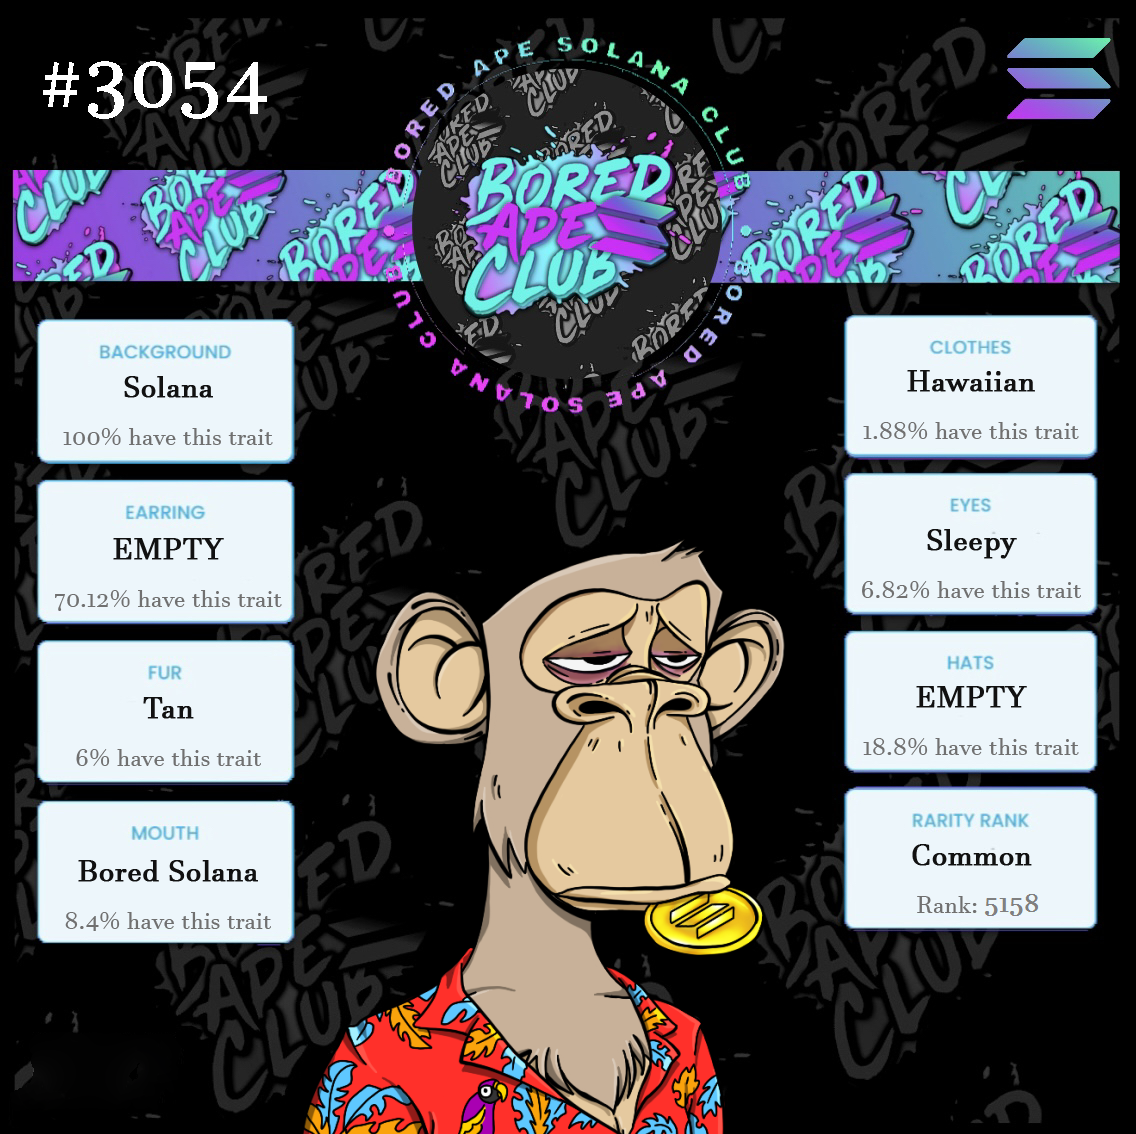 #3054
BORED APE SOLANA CLUB
BORED APE SOLANA CLUB
BORED
APE
CLUB
BACKGROUND
Solana
100% have this trait
EARRING
EMPTY
70.12% have this trait
FUR
Tan
6% have this trait
MOUTH
Bored Solana
8.4% have this trait
CLOTHES
Hawaiian
1.88% have this trait
EYES
Sleepy
6.82% have this trait
HATS
EMPTY
18.8% have this trait
RARITY RANK
Common
Rank: 5158